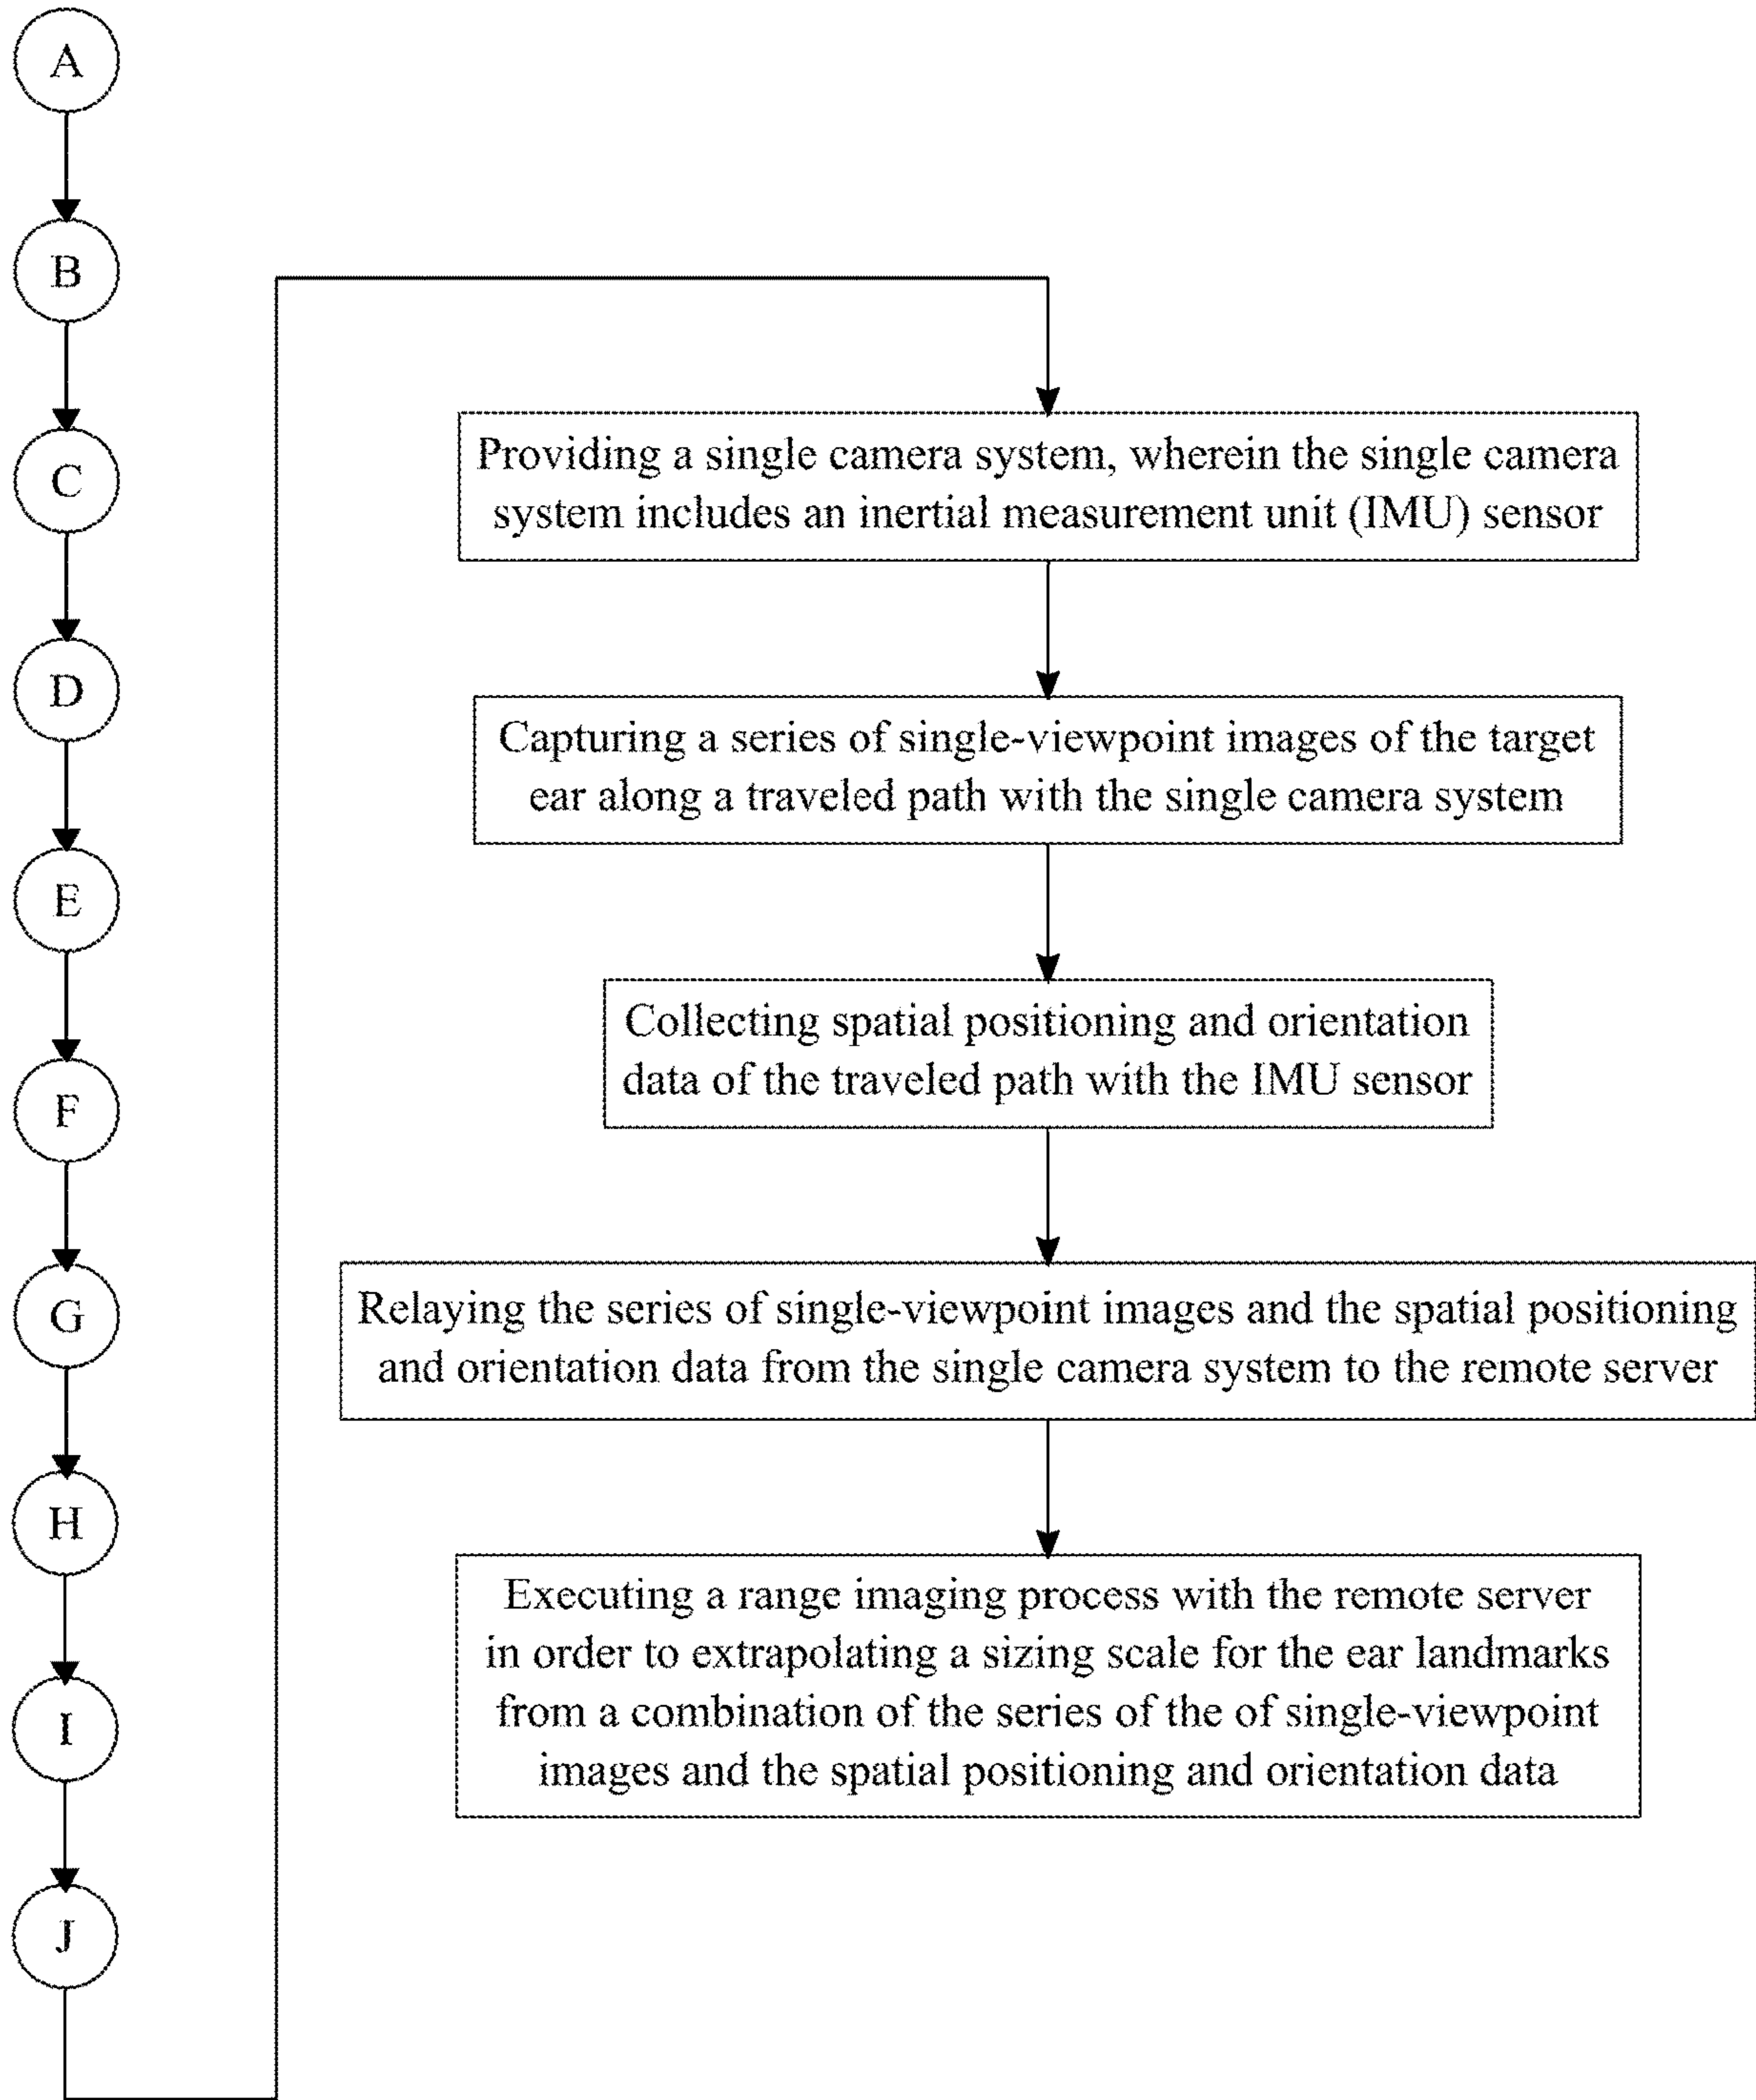 A
B
C
D
E
F
G
H
I
J
Providing a single camera system, wherein the single camera
system includes an inertial measurement unit (IMU) sensor
Capturing a series of single-viewpoint images of the target
ear along a traveled path with the single camera system
Collecting spatial positioning and orientation
data of the traveled path with the IMU sensor
Relaying the series of single-viewpoint images and the spatial positioning
and orientation data from the single camera system to the remote server
Executing a range imaging process with the remote server
in order to extrapolating a sizing scale for the ear landmarks
from a combination of the series of the of single-viewpoint
images and the spatial positioning and orientation data